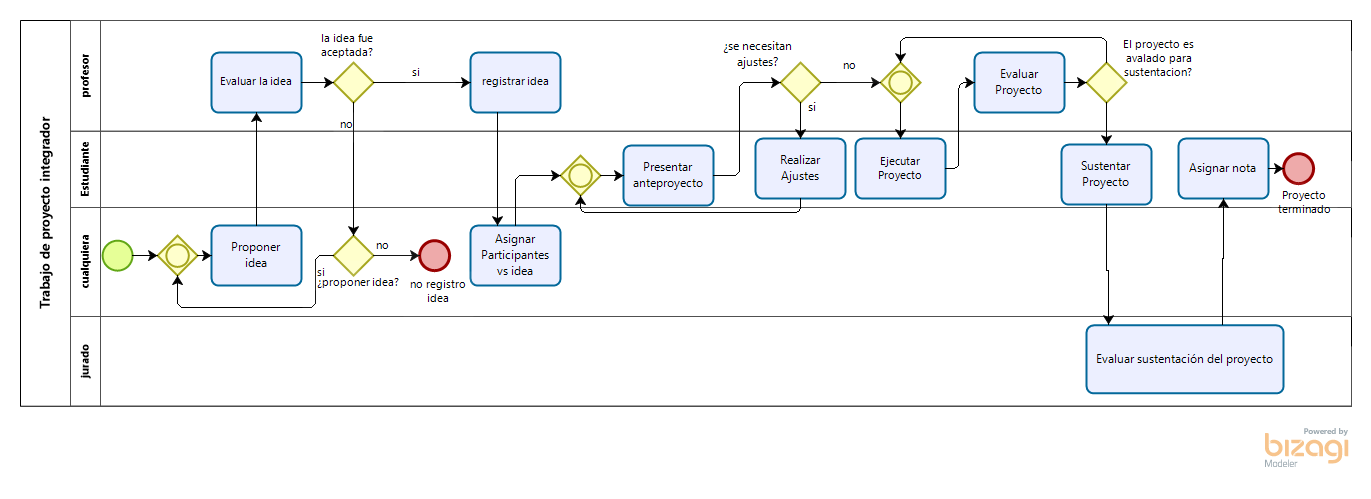 Trabajo de proyecto integrador
profesor
Evaluar la idea
la idea fue
aceptada?
si
no
registrar idea
¿se necesitan
ajustes?
no
si
Evaluar
Proyecto
El proyecto es
avalado para
sustentacion?
Estudiante
Presentar
anteproyecto
Realizar
Ajustes
Ejecutar
Proyecto
Sustentar
Proyecto
Asignar nota
Proyecto
terminado
cualquiera
Proponer
idea
si
¿proponer idea?
no
no registro
idea
Asignar
Participantes
vs idea
jurado
Evaluar sustentación del proyecto
Powered by
bizagi
Modeler